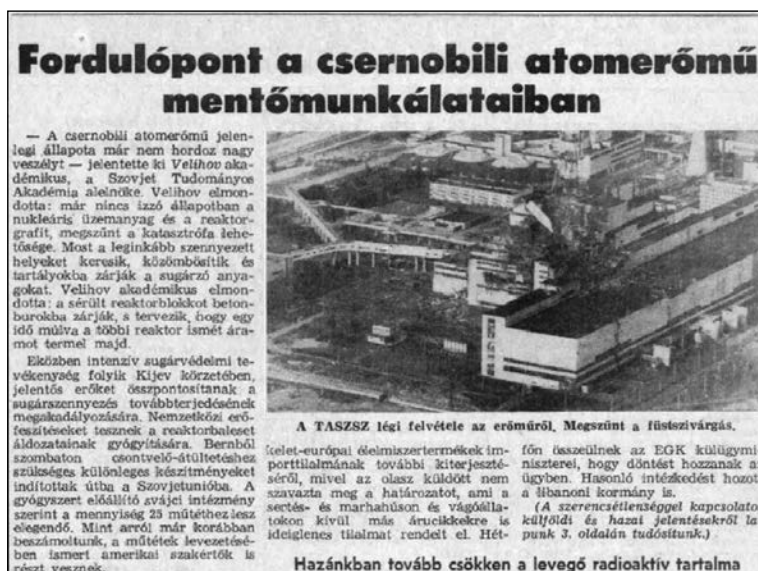 Fordulópont a csernobili atomerőmű
mentőmunkálataiban
— A csernobili atomerőmű jelen-
legi állapota már nem hordoz nagy
veszélyt — jelentette ki Velihov aka-
démikus, a Szovjet Tudományos
Akadémia alelnöke. Velihov elmon-
dotta: már nincs izzó állapotban a
nukleáris üzemanyag és a reaktor-
grafit, megszűnt a katasztrófa lehe-
tősége. Most a leginkább szennyezett
helyeket keresik, közömbösítik és
tartályokba zárják a sugárzó anya-
gokat. Velihov akadémikus elmon-
dotta: a sérült reaktorblokkot beton-
burokba zárják, s tervezik, hogy egy
idő múlva a többi reaktor ismét ára-
mot termel majd.
Eközben intenzív sugárvédelmi te-
vékenység folyik Kijev körzetében,
jelentős erőket összpontosítanak a
sugárszennyezés továbbterjedésének
megakadályozására. Nemzetközi erő-
feszítéseket tesznek a reaktorbaleset
áldozatainak gyógyítására. Bernből
szombaton csontvelő-átültetéshez
szükséges különleges készítményeket
indítottak útba a Szovjetunióba. A
gyógyszert előállító svájci intézmény
szerint a mennyiség 25 műtéthez lesz
elegendő. Mint arról már korábban
beszámoltunk, a műtétek levezetésé-
ben ismert amerikai szakértők is
részt vesznek.
A TASZSZ légi felvétele az erőműről. Megszűnt a füstszivárgás.
kelet-európai élelmiszertermékek im-
porttilalmának további kiterjeszté-
séről, mivel az olasz küldött nem
szavazta meg a határozatot, ami a
sertés- és marhahúson és vágóálla-
tokon kívül más árucikkekre is
ideiglenes tilalmat rendelt el. Hét-
főn összeülnek az EGK külügymi-
niszterei, hogy döntést hozzanak a
ügyben. Hasonló intézkedést hozot
a libanoni kormány is.
(A szerencsétlenséggel kapcsolato
külföldi és hazai jelentésekről la
punk 3. oldalán tudósítunk.)
Hazánkban tovább csökken a levegő radioaktív tartalma